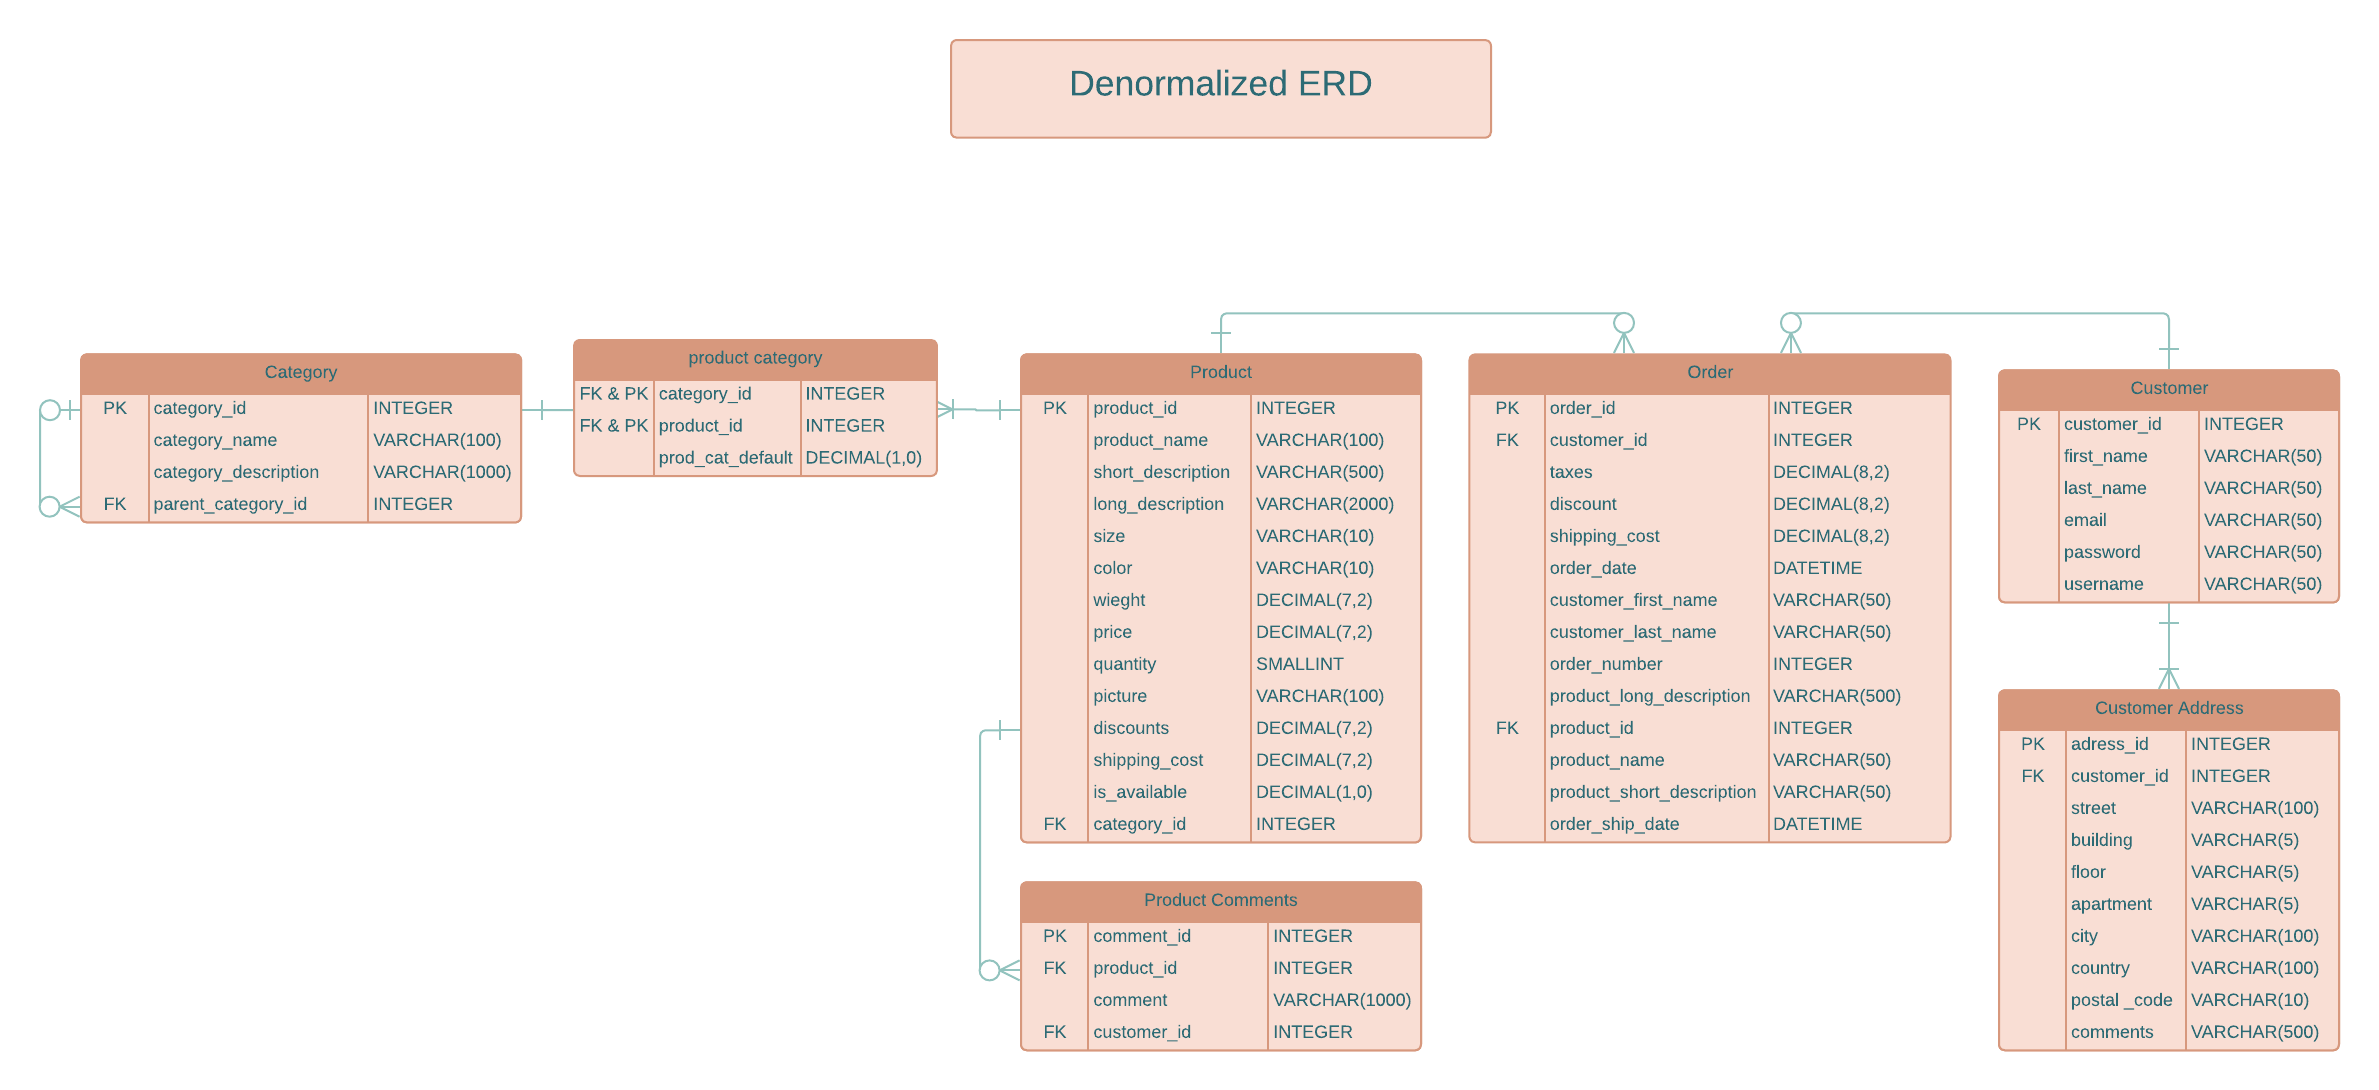 Denormalized ERD
Category
PK category_id INTEGER
category_name VARCHAR(100)
category_description VARCHAR(1000)
FK parent_category_id INTEGER
product category
FK & PK category_id INTEGER
FK & PK product_id INTEGER
prod_cat_default DECIMAL(1,0)
Product
PK product_id INTEGER
product_name VARCHAR(100)
short_description VARCHAR(500)
long_description VARCHAR(2000)
size VARCHAR(10)
color VARCHAR(10)
wieght DECIMAL(7,2)
price DECIMAL(7,2)
quantity SMALLINT
picture VARCHAR(100)
discounts DECIMAL(7,2)
shipping_cost DECIMAL(7,2)
is_available DECIMAL(1,0)
FK category_id INTEGER
Product Comments
PK comment_id INTEGER
FK product_id INTEGER
comment VARCHAR(1000)
FK customer_id INTEGER
Order
PK order_id INTEGER
FK customer_id INTEGER
taxes DECIMAL(8,2)
discount DECIMAL(8,2)
shipping_cost DECIMAL(8,2)
order_date DATETIME
customer_first_name VARCHAR(50)
customer_last_name VARCHAR(50)
order_number INTEGER
product_long_description VARCHAR(500)
FK product_id INTEGER
product_name VARCHAR(50)
product_short_description VARCHAR(50)
order_ship_date DATETIME
Customer
PK customer_id INTEGER
first_name VARCHAR(50)
last_name VARCHAR(50)
email VARCHAR(50)
password VARCHAR(50)
username VARCHAR(50)
Customer Address
PK adress_id INTEGER
FK customer_id INTEGER
street VARCHAR(100)
building VARCHAR(5)
floor VARCHAR(5)
apartment VARCHAR(5)
city VARCHAR(100)
country VARCHAR(100)
postal _code VARCHAR(10)
comments VARCHAR(500)